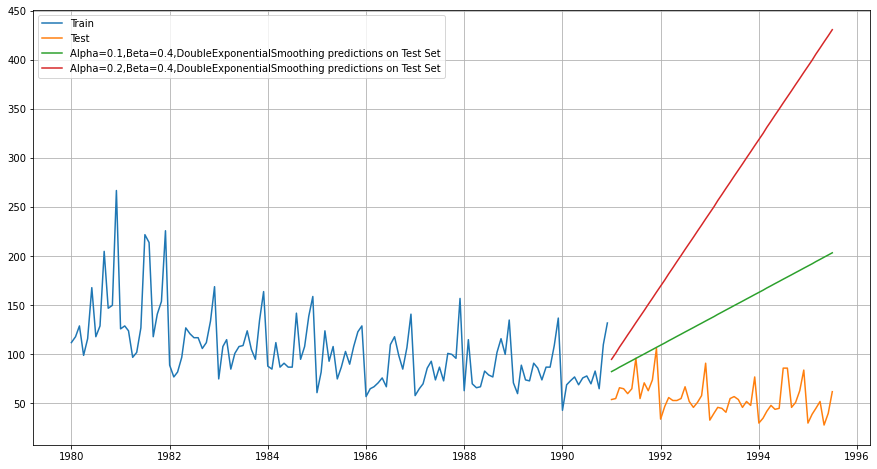 450
400
350
300
250
200
150
100
50
Train
Test
Alpha=0.1,Beta=0.4,DoubleExponentialSmoothing predictions on Test Set
Alpha=0.2,Beta=0.4,DoubleExponentialSmoothing predictions on Test Set
1980 1982 1984 1986 1988 1990 1992 1994 1996